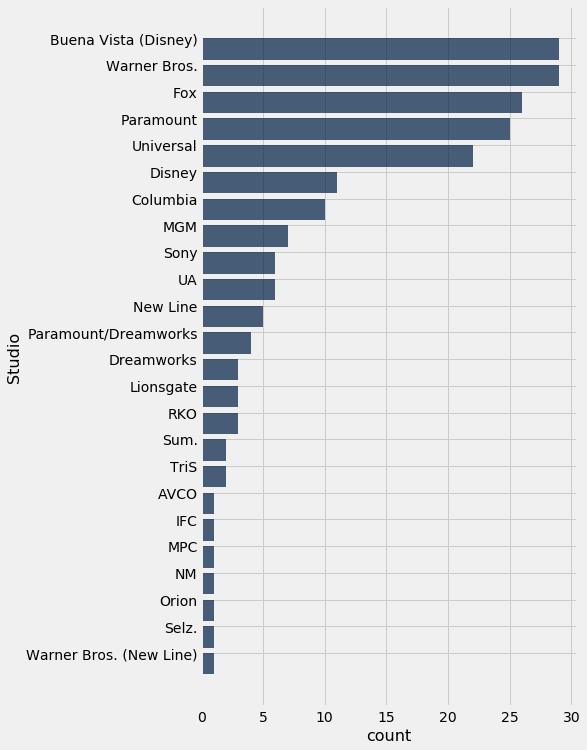 Buena Vista (Disney)
Warner Bros.
Fox
Paramount
Universal
Disney
Columbia
MGM
Sony
UA
New Line
Paramount/Dreamworks
Dreamworks
Lionsgate
RKO
Sum.
TriS
AVCO
IFC
MPC
NM
Orion
Selz.
Warner Bros. (New Line)
Studio
0 5 10 15 20 25 30
count